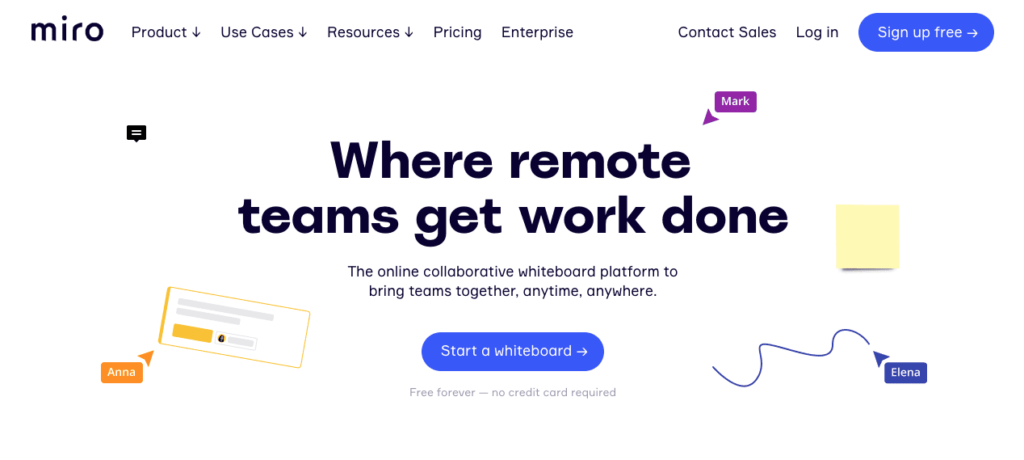 miro Product ↓ Use Cases ↓ Resources ↓ Pricing Enterprise Contact Sales Log in Sign up free →
Mark
Where remote
teams get work done
The online collaborative whiteboard platform to
bring teams together, anytime, anywhere.
Start a whiteboard →
Anna
Elena
Free forever — no credit card required